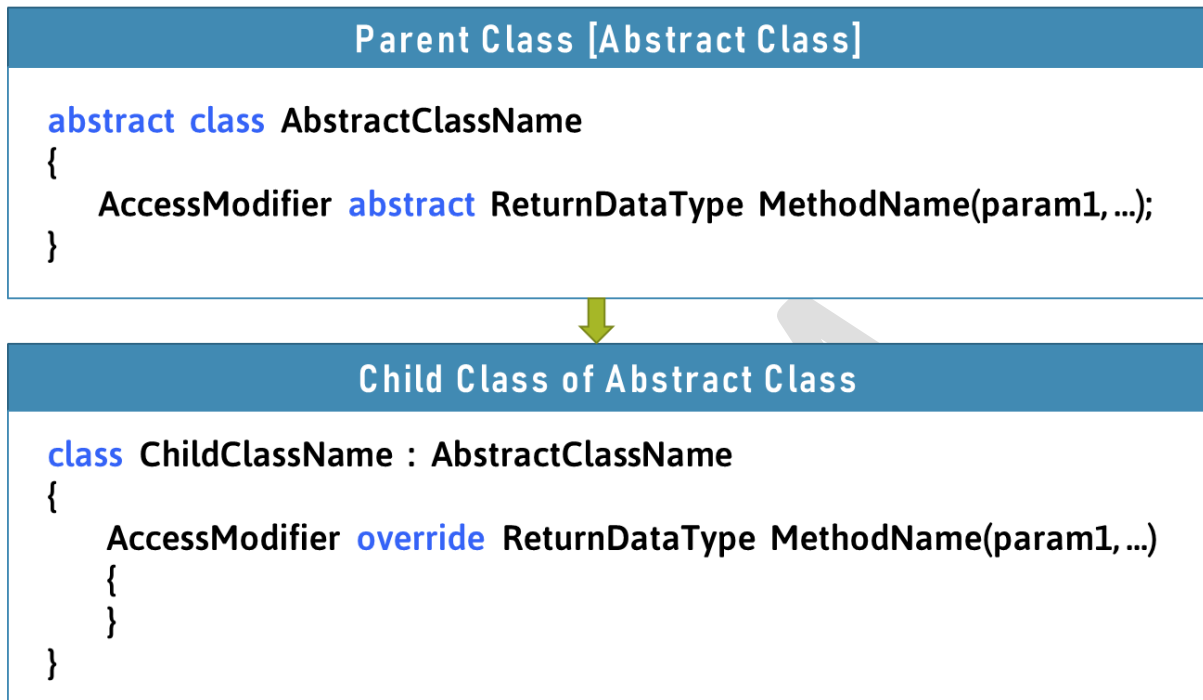 Parent Class [Abstract Class]
abstract class AbstractClassName
{
AccessModifier abstract ReturnDataType MethodName(param1, ...);
}
Child Class of Abstract Class
class ChildClassName : AbstractClassName
{
AccessModifier override ReturnDataType MethodName(param1, ...)
{
}
}